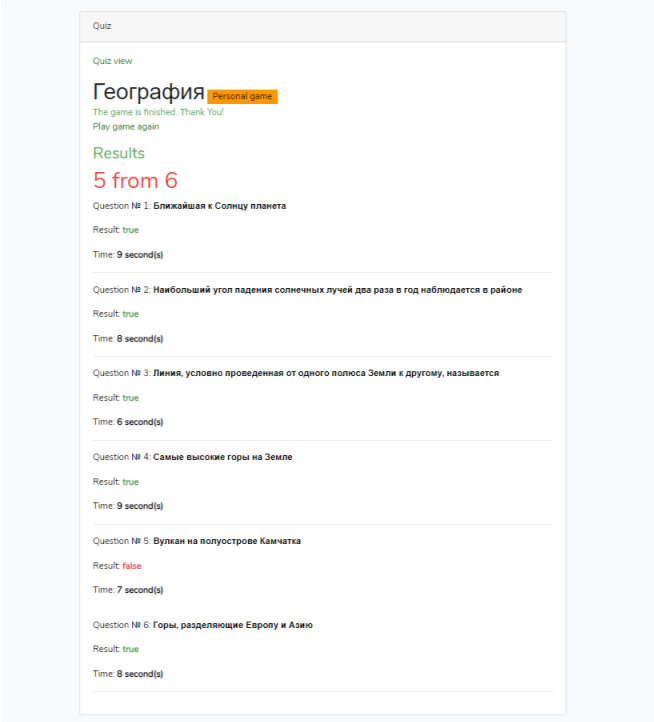 Quiz
Quiz view
География Personal game
The game is finished. Thank You!
Play game again
Results
5 from 6
Question № 1: Ближайшая к Солнцу планета
Result: true
Time: 9 second(s)
Question № 2: Наибольший угол падения солнечных лучей два раза в год наблюдается в районе
Result: true
Time: 8 second(s)
Question № 3: Линия, условно проведенная от одного полюса Земли к другому, называется
Result: true
Time: 6 second(s)
Question № 4: Самые высокие горы на Земле
Result: true
Time: 9 second(s)
Question № 5: Вулкан на полуострове Камчатка
Result: false
Time: 7 second(s)
Question № 6: Горы, разделяющие Европу и Азию
Result: true
Time: 8 second(s)